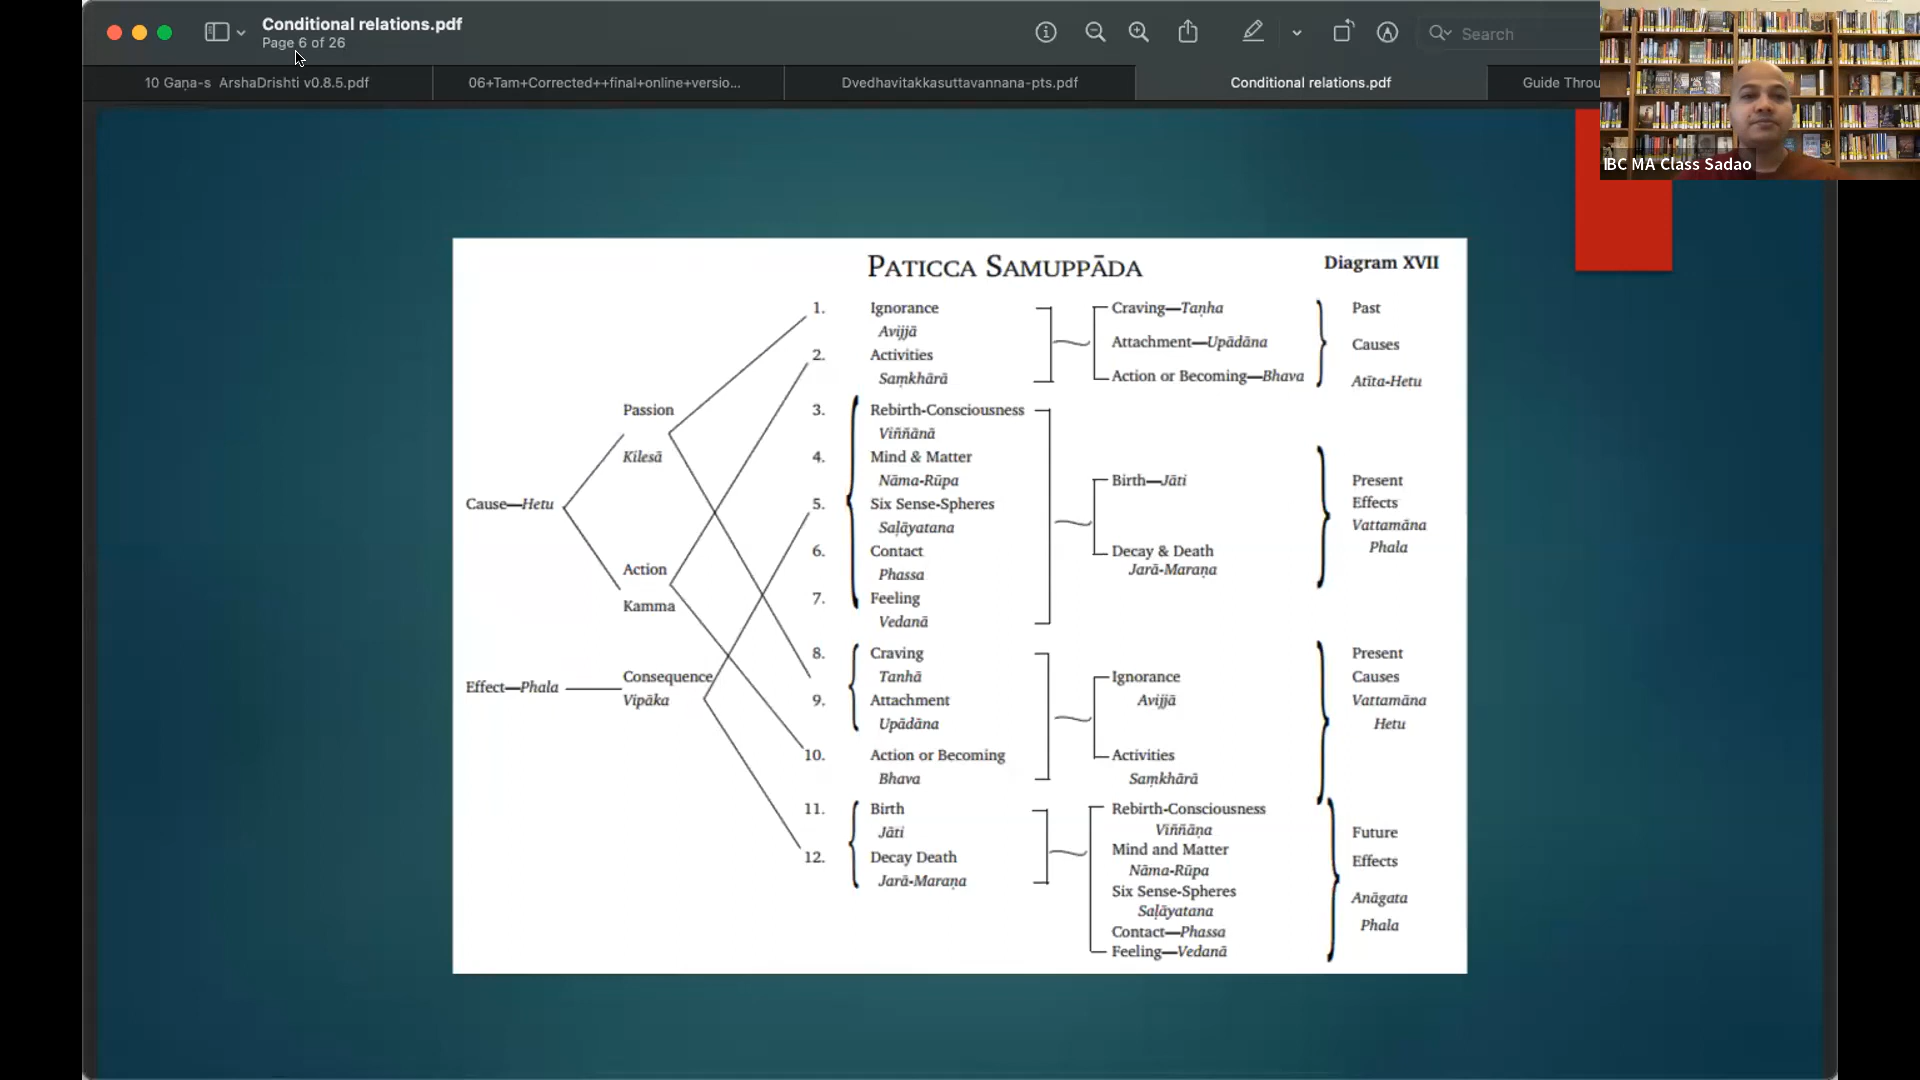 Conditional relations.pdf
Page 6 of 26
Search
10 Gaṇa-s ArshaDrishti v0.8.5.pdf
06+Tam+Corrected++final+online+versio...
Dvedhavitakkasuttavannana-pts.pdf
Conditional relations.pdf
Guide Throu
IBC MA Class Sadao
PATICCA SAMUPPĀDA
Diagram XVII
Cause—Hetu
Passion
Kilesā
Action
Kamma
Effect—Phala
Consequence
Vipāka
1. Ignorance
Avijjā
2. Activities
Saṃkhārā
3. Rebirth-Consciousness
Viññānā
4. Mind & Matter
Nāma-Rūpa
5. Six Sense-Spheres
Saḷāyatana
6. Contact
Phassa
7. Feeling
Vedanā
8. Craving
Tanhā
9. Attachment
Upādāna
10. Action or Becoming
Bhava
11. Birth
Jāti
12. Decay Death
Jarā-Maraṇa
Craving—Taṇha
Attachment—Upādāna
Action or Becoming—Bhava
Birth—Jāti
Decay & Death
Jarā-Maraṇa
Ignorance
Avijjā
Activities
Saṃkhārā
Rebirth-Consciousness
Viññāṇa
Mind and Matter
Nāma-Rūpa
Six Sense-Spheres
Saḷāyatana
Contact—Phassa
Feeling—Vedanā
Past
Causes
Atīta-Hetu
Present
Effects
Vattamāna
Phala
Present
Causes
Vattamāna
Hetu
Future
Effects
Anāgata
Phala